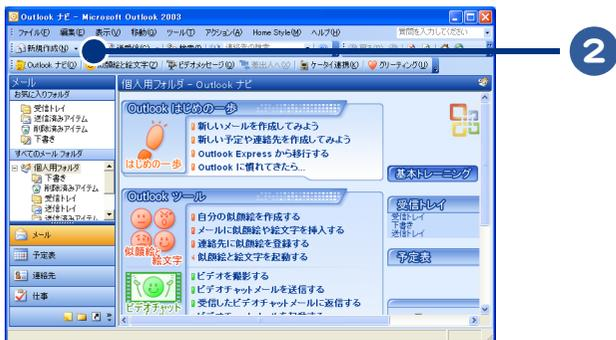 Outlook ナビ - Microsoft Outlook 2003
ファイル(F) 編集(E) 表示(V) 移動(G) ツール(T) アクション(A) Home Style(M) ヘルプ(H) 質問を入力してください
新規作成(N)
Outlook ナビ(O) 似顔絵と絵文字(2) ビデオメッセージ(Q) 差出人へ(X) ケータイ連携(K) グリーティング(U)
2
メール
お気に入りフォルダ
受信トレイ
送信済みアイテム
削除済みアイテム
下書き
すべてのメール フォルダ
個人用フォルダ
下書き
削除済みアイテム
受信トレイ
送信トレイ
送信済みアイテム
メール
予定表
連絡先
仕事
個人用フォルダ - Outlook ナビ
Outlook はじめの一歩
はじめの一歩
新しいメールを作成してみよう
新しい予定や連絡先を作成してみよう
Outlook Express から移行する
Outlook に慣れてきたら...
Outlook ツール
似顔絵と
絵文字
自分の似顔絵を作成する
メールに似顔絵や絵文字を挿入する
連絡先に似顔絵を登録する
似顔絵と絵文字を起動する
ビデオチャット
ビデオを撮影する
ビデオチャットメールを送信する
受信したビデオチャットメールに返信する
基本トレーニング
受信トレイ
受信トレイ
下書き
送信トレイ
予定表